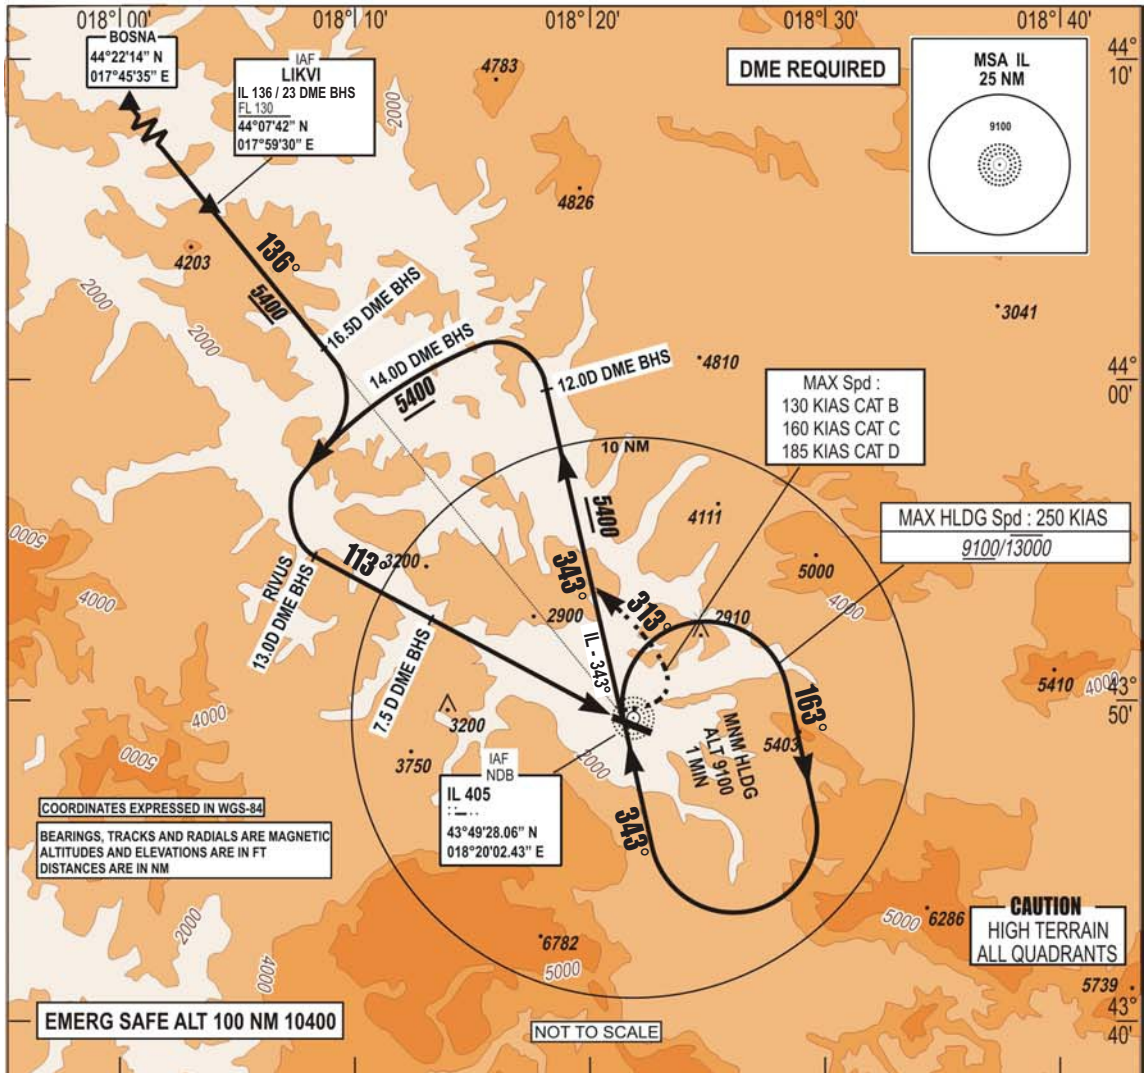 018°00'
018°10'
018°20'
018°30'
018°40'
BOSNA
44°22'14" N
017°45'35" E
IAF
LIKVI
IL 136 / 23 DME BHS
FL 130
44°07'42" N
017°59'30" E
4783
2000
DME REQUIRED
MSA IL
25 NM
9100
44°
10'
4826
4203
136°
5400
2000
2000
16.5D DME BHS
14.0D DME BHS
5400
12.0D DME BHS
3041
4810
44°
00'
MAX Spd :
130 KIAS CAT B
160 KIAS CAT C
185 KIAS CAT D
10 NM
5400
4111
MAX HLDG Spd : 250 KIAS
9100/13000
5000
4000
5000
4000
113°
3200
RIVUS
13.0D DME BHS
343°
313°
2900
2910
IL - 343°
7.5 D DME BHS
5410
4000
43°
50'
163°
4000
5000
3200
3750
2000
MNM HLDG
ALT 9100
1 MIN
5403
IAF
NDB
IL 405
43°49'28.06" N
018°20'02.43" E
343°
COORDINATES EXPRESSED IN WGS-84
BEARINGS, TRACKS AND RADIALS ARE MAGNETIC
ALTITUDES AND ELEVATIONS ARE IN FT
DISTANCES ARE IN NM
2000
4000
4000
6782
5000
5000
6286
CAUTION
HIGH TERRAIN
ALL QUADRANTS
5739
43°
40'
EMERG SAFE ALT 100 NM 10400
NOT TO SCALE